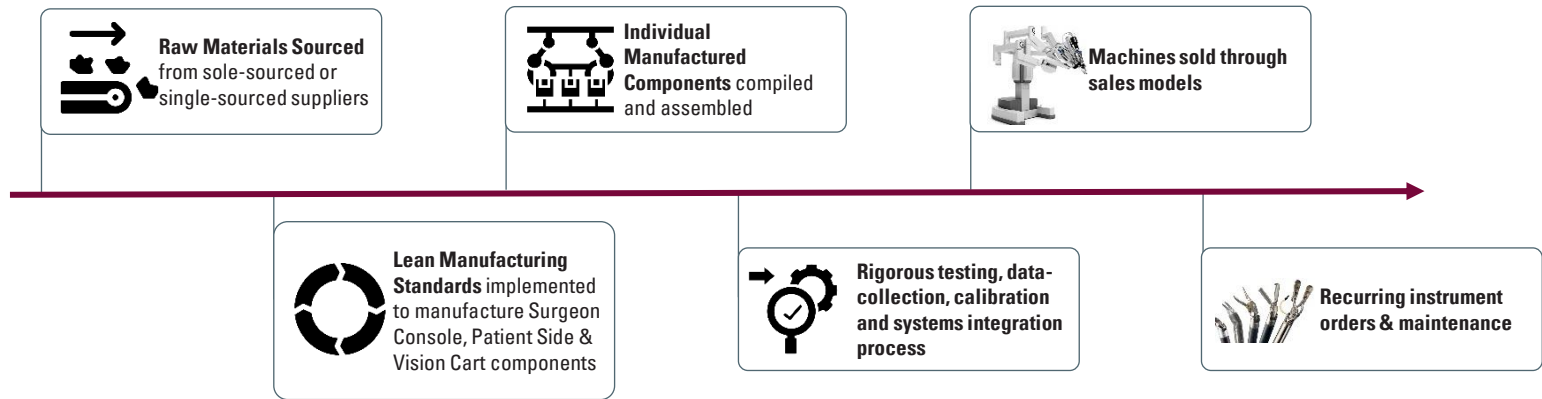 Raw Materials Sourced
from sole-sourced or
single-sourced suppliers
Lean Manufacturing
Standards implemented
to manufacture Surgeon
Console, Patient Side &
Vision Cart components
Individual
Manufactured
Components compiled
and assembled
Rigorous testing, data-
collection, calibration
and systems integration
process
Machines sold through
sales models
Recurring instrument
orders & maintenance